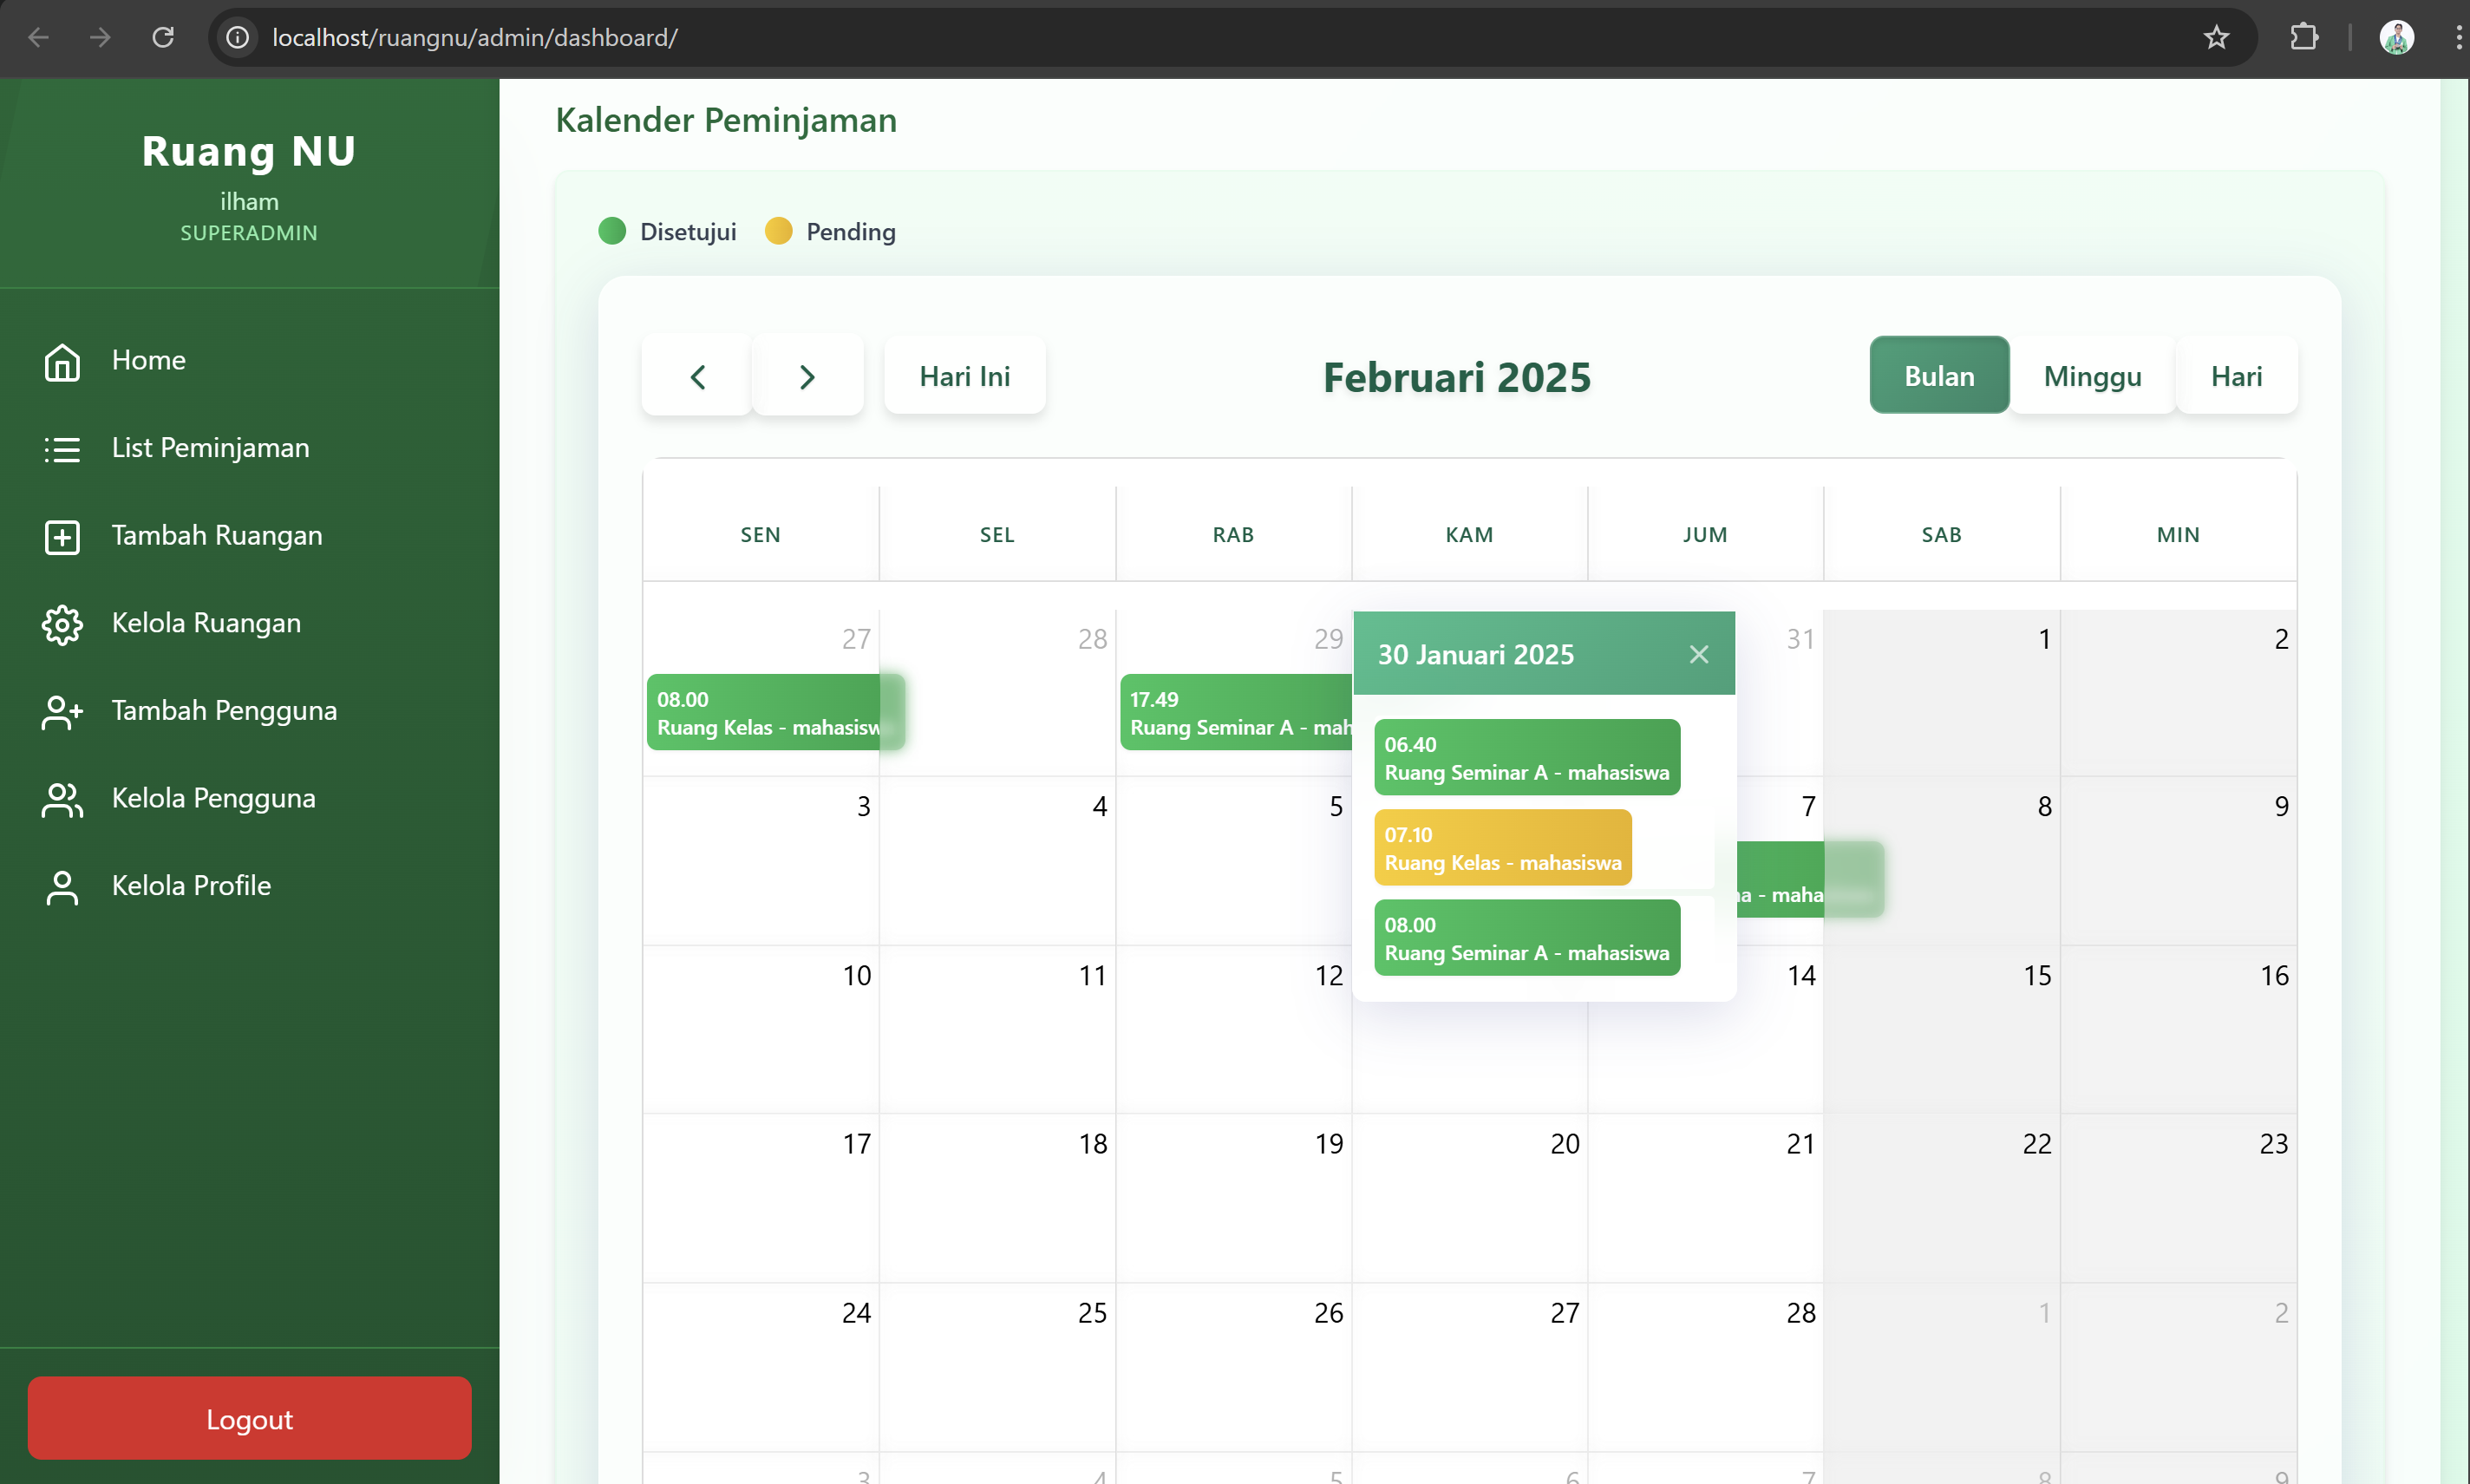 localhost/ruangnu/admin/dashboard/
Ruang NU
ilham
SUPERADMIN
Home
List Peminjaman
Tambah Ruangan
Kelola Ruangan
Tambah Pengguna
Kelola Pengguna
Kelola Profile
Logout
Kalender Peminjaman
Disetujui Pending
Hari Ini
Februari 2025
Bulan Minggu Hari
SEN SEL RAB KAM JUM SAB MIN
27 28 29 31 1 2
08.00
Ruang Kelas -
17.49
Ruang Seminar A -
30 Januari 2025
06.40
Ruang Seminar A - mahasiswa
07.10
Ruang Kelas - mahasiswa
08.00
Ruang Seminar A - mahasiswa
3 4 5 7 8 9
10 11 12 14 15 16
17 18 19 20 21 22 23
24 25 26 27 28 1 2
3 4 5 6 7 8 9